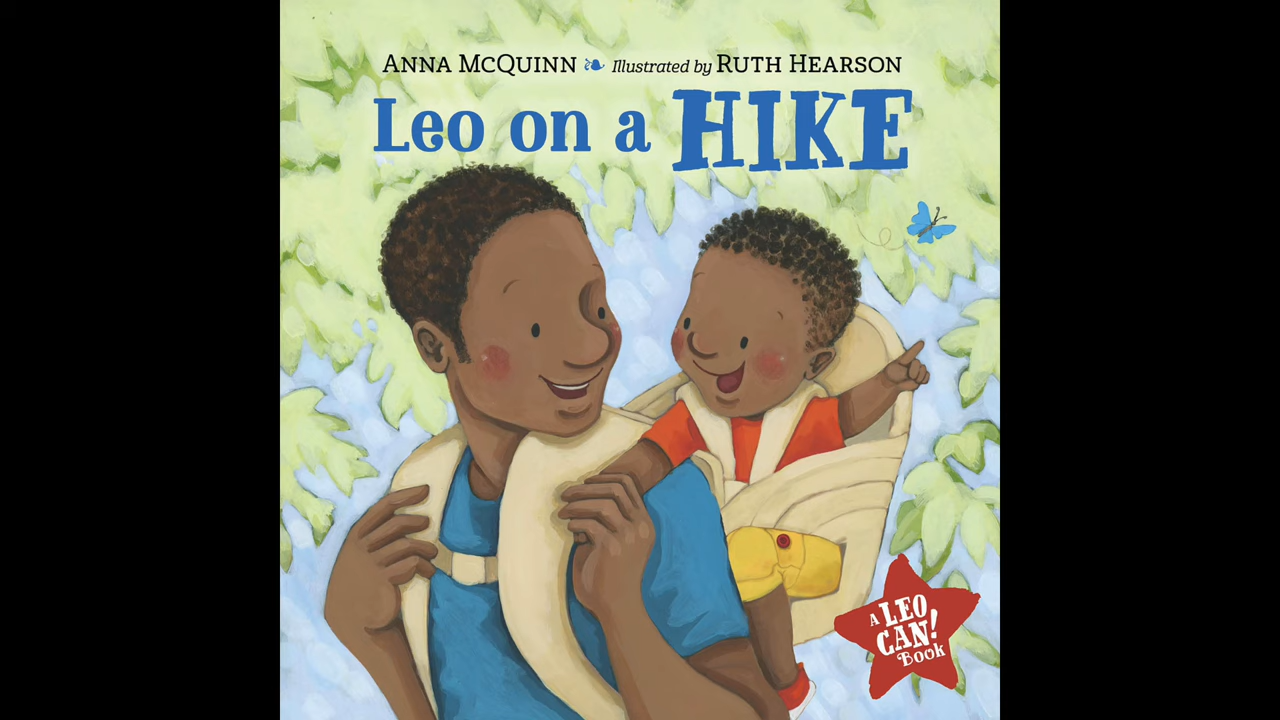 ANNA MCQUINN Illustrated by RUTH HEARSON
Leo on a HIKE
A LEO
CAN!
Book